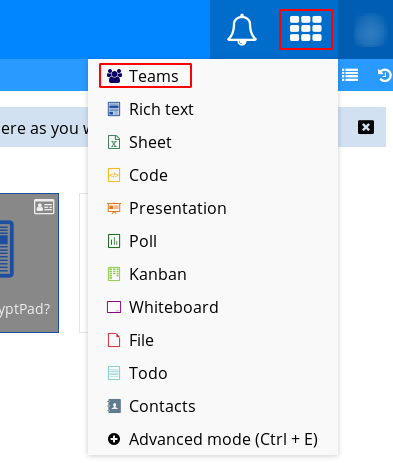 Teams
Rich text
ere as you w
Sheet
Code
Presentation
Poll
Kanban
Whiteboard
yptPad?
File
Todo
Contacts
Advanced mode (Ctrl + E)